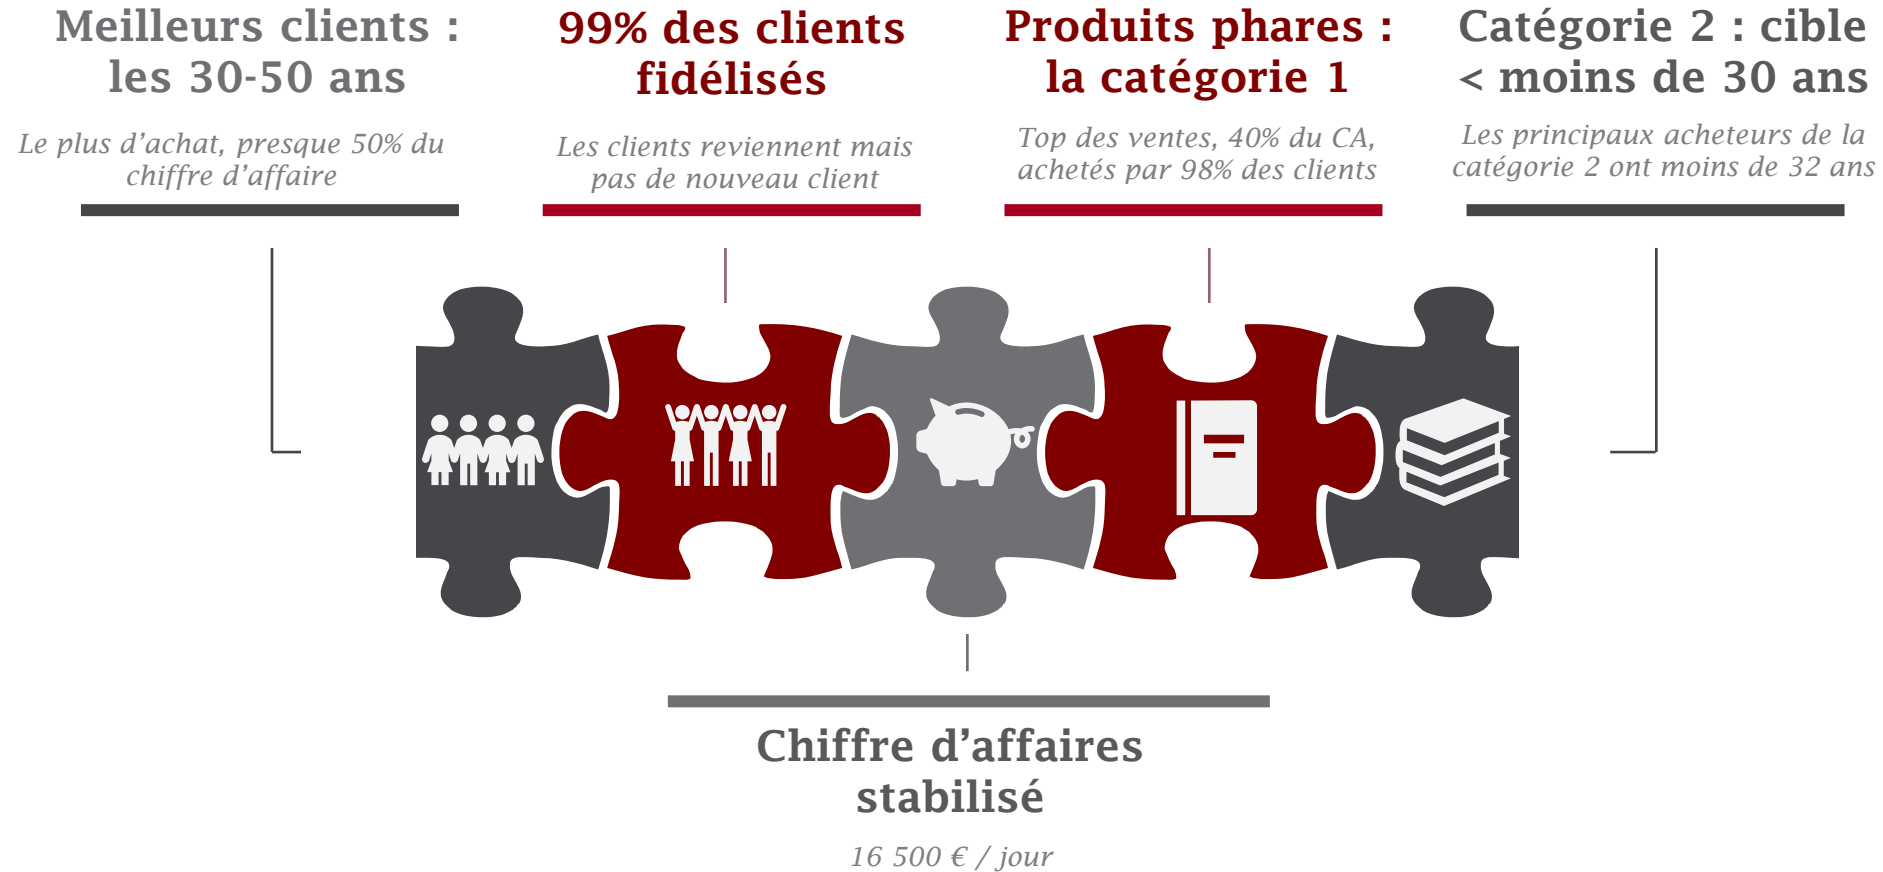 Meilleurs clients :
les 30-50 ans
Le plus d’achat, presque 50% du
chiffre d’affaire
99% des clients
fidélisés
Les clients reviennent mais
pas de nouveau client
Produits phares :
la catégorie 1
Top des ventes, 40% du CA,
achetés par 98% des clients
Catégorie 2 : cible
< moins de 30 ans
Les principaux acheteurs de la
catégorie 2 ont moins de 32 ans
Chiffre d’affaires
stabilisé
16 500 € / jour